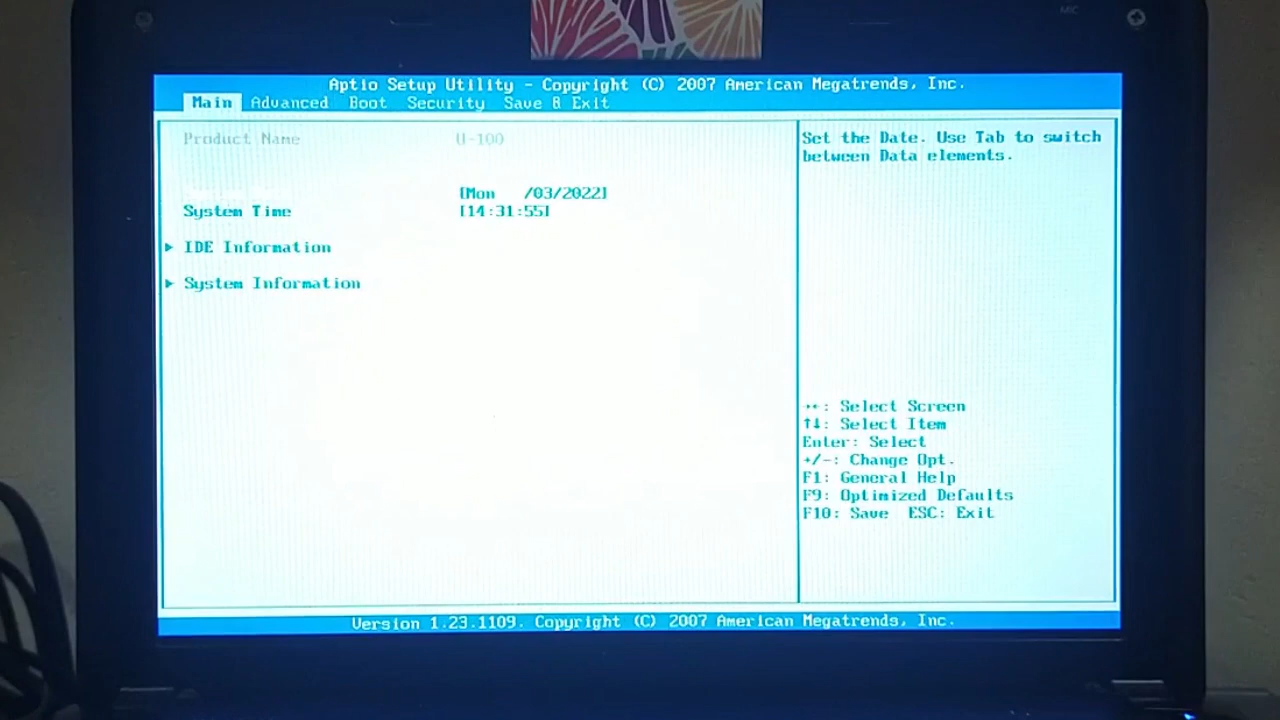 MIC
Aptio Setup Utility - Copyright (C) 2007 American Megatrends, Inc.
Main Advanced Boot Security Save & Exit
Product Name U-100
[Mon /03/2022]
System Time [14:31:55]
► IDE Information
► System Information
Set the Date. Use Tab to switch
between Data elements.
→←: Select Screen
↑↓: Select Item
Enter: Select
+/-: Change Opt.
F1: General Help
F9: Optimized Defaults
F10: Save ESC: Exit
Version 1.23.1109. Copyright (C) 2007 American Megatrends, Inc.